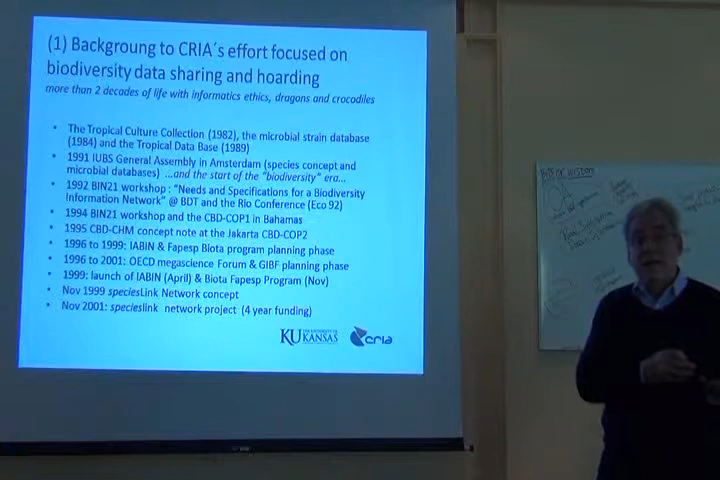 (1) Backgroung to CRIA´s effort focused on
biodiversity data sharing and hoarding
more than 2 decades of life with informatics ethics, dragons and crocodiles
• The Tropical Culture Collection (1982), the microbial strain database
(1984) and the Tropical Data Base (1989)
• 1991 IUBS General Assembly in Amsterdam (species concept and
microbial databases) ...and the start of the "biodiversity" era...
• 1992 BIN21 workshop : "Needs and Specifications for a Biodiversity
Information Network" @ BDT and the Rio Conference (Eco 92)
• 1994 BIN21 workshop and the CBD-COP1 in Bahamas
• 1995 CBD-CHM concept note at the Jakarta CBD-COP2
• 1996 to 1999: IABIN & Fapesp Biota program planning phase
• 1996 to 2001: OECD megascience Forum & GBIF planning phase
• 1999: launch of IABIN (April) & Biota Fapesp Program (Nov)
• Nov 1999 speciesLink Network concept
• Nov 2001: specieslink network project (4 year funding)
KU THE UNIVERSITY OF KANSAS
cria
WISDOM